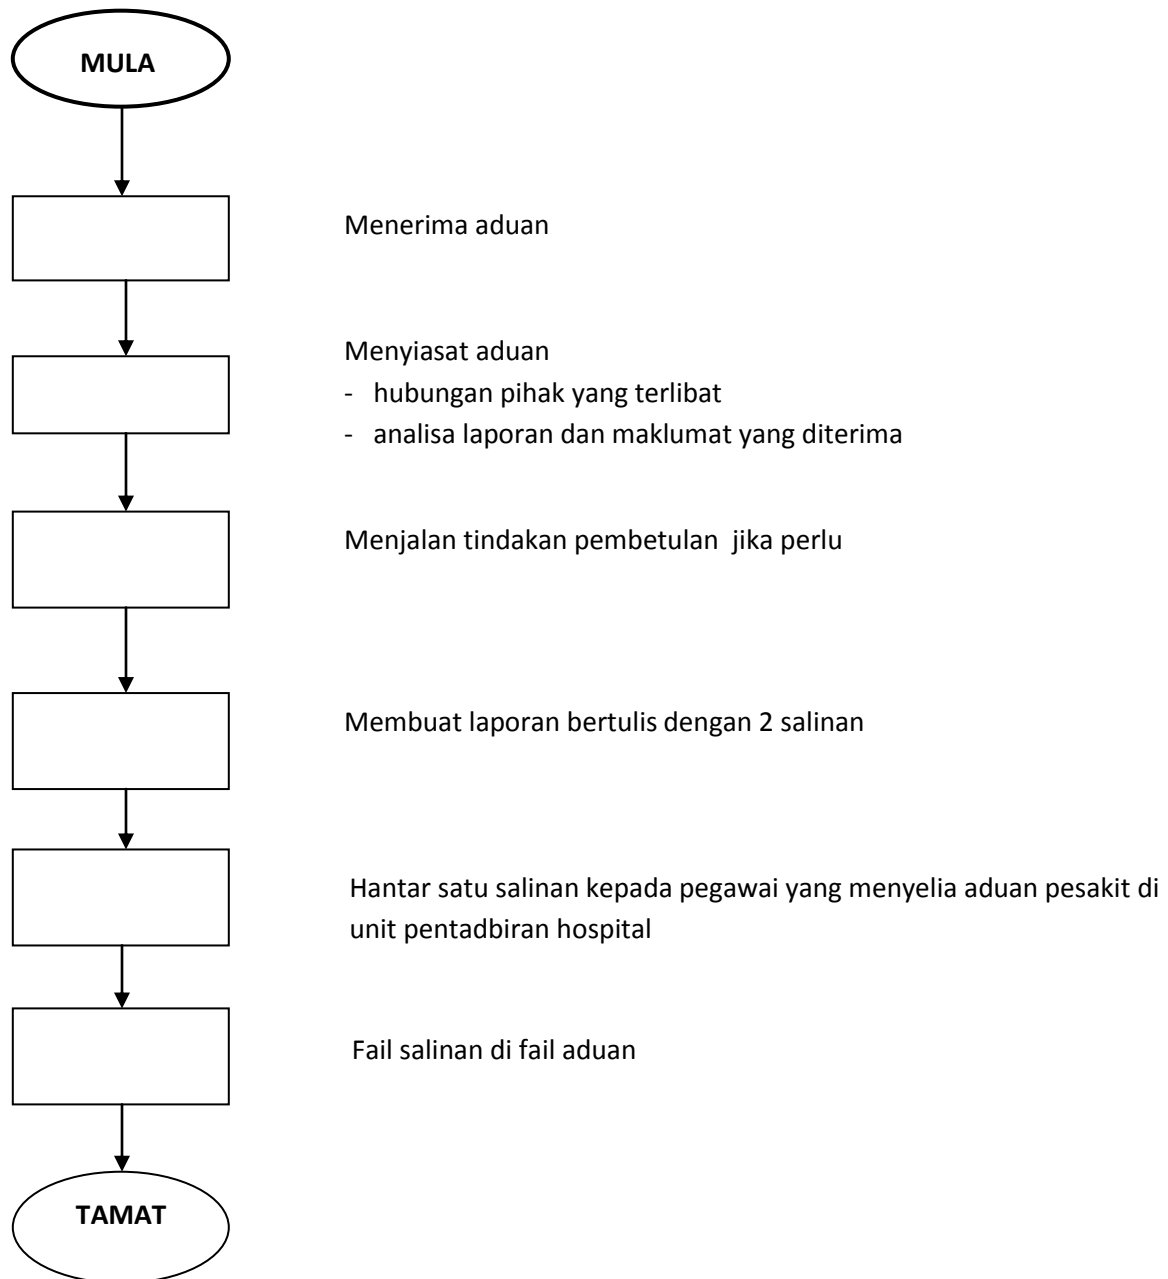 MULA
Menerima aduan
Menyiasat aduan
- hubungan pihak yang terlibat
- analisa laporan dan maklumat yang diterima
Menjalan tindakan pembetulan  jika perlu
Membuat laporan bertulis dengan 2 salinan
Hantar satu salinan kepada pegawai yang menyelia aduan pesakit di
unit pentadbiran hospital
Fail salinan di fail aduan
TAMAT